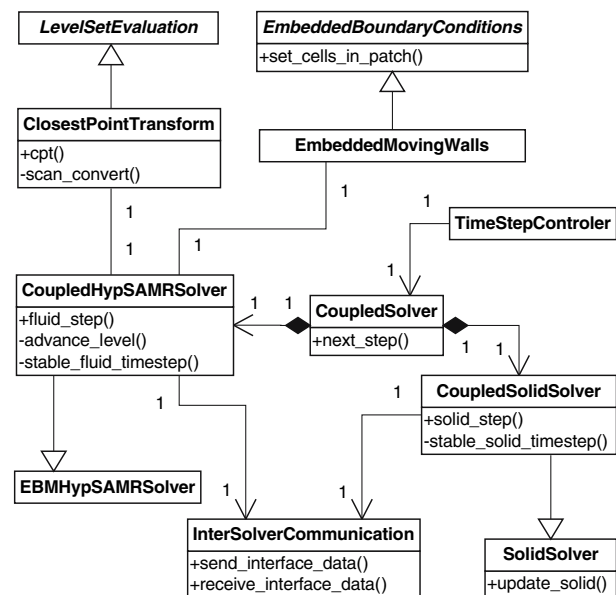 LevelSetEvaluation
EmbeddedBoundaryConditions
+set_cells_in_patch()
ClosestPointTransform
+cpt()
-scan_convert()
EmbeddedMovingWalls
1
1
1
1
1
TimeStepControler
1
CoupledHypSAMRSolver
+fluid_step()
-advance_level()
-stable_fluid_timestep()
1
1
CoupledSolver
+next_step()
1
1
CoupledSolidSolver
+solid_step()
-stable_solid_timestep()
1
1
EBMHypSAMRSolver
1
1
InterSolverCommunication
+send_interface_data()
+receive_interface_data()
SolidSolver
+update_solid()